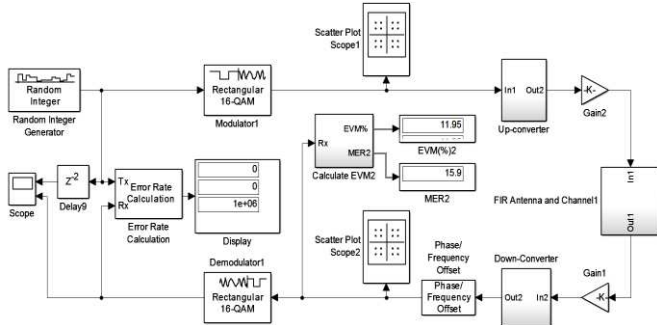 Random
Integer
Random Integer
Generator
Rectangular
16-QAM
Modulator1
Scatter Plot
Scope1
In1 Out2
Up-converter
-K-
Gain2
In1
FIR Antenna and Channel1
Out1
Rx
EVM%
MER2
Calculate EVM2
11.95
EVM(%)2
15.9
MER2
Scope
Z-2
Delay9
Tx
Rx
Error Rate
Calculation
Error Rate
Calculation
0
0
1e+06
Display
Demodulator1
Rectangular
16-QAM
Scatter Plot
Scope2
Phase/
Frequency
Offset
Phase/
Frequency
Offset
Down-Converter
Out2 In2
Gain1
-K-